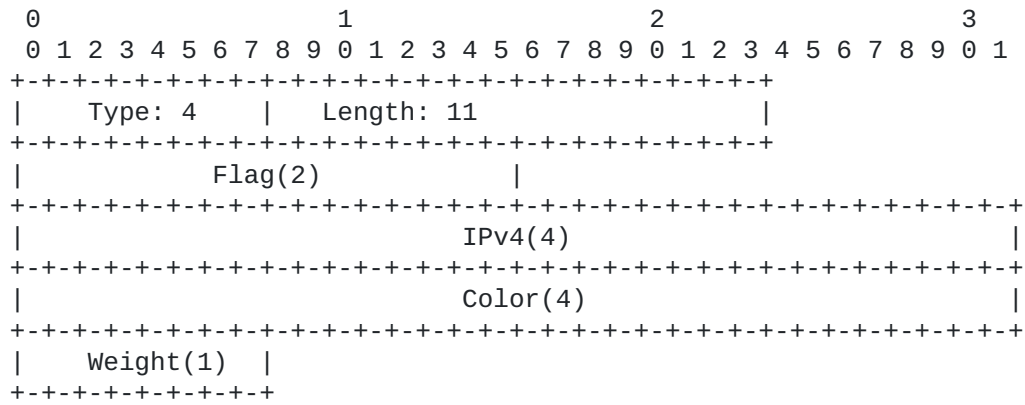 0                   1                   2                   3
 0 1 2 3 4 5 6 7 8 9 0 1 2 3 4 5 6 7 8 9 0 1 2 3 4 5 6 7 8 9 0 1
+-+-+-+-+-+-+-+-+-+-+-+-+-+-+-+-+-+-+-+-+-+-+-+-+
|    Type: 4    |   Length: 11                  |
+-+-+-+-+-+-+-+-+-+-+-+-+-+-+-+-+-+-+-+-+-+-+-+-+
|            Flag(2)            |
+-+-+-+-+-+-+-+-+-+-+-+-+-+-+-+-+-+-+-+-+-+-+-+-+-+-+-+-+-+-+-+-+
|                            IPv4(4)                            |
+-+-+-+-+-+-+-+-+-+-+-+-+-+-+-+-+-+-+-+-+-+-+-+-+-+-+-+-+-+-+-+-+
|                            Color(4)                           |
+-+-+-+-+-+-+-+-+-+-+-+-+-+-+-+-+-+-+-+-+-+-+-+-+-+-+-+-+-+-+-+-+
|    Weight(1)  |
+-+-+-+-+-+-+-+-+